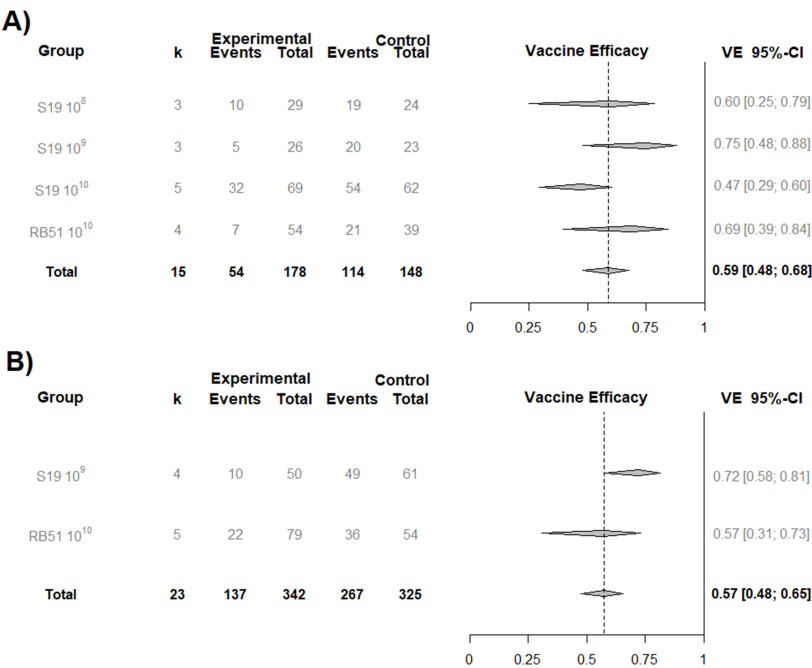 A)
Experimental Control
Group k Events Total Events Total Vaccine Efficacy VE 95%-CI
S19 10^8 3 10 29 19 24 0.60 [0.25; 0.79]
S19 10^9 3 5 26 20 23 0.75 [0.48; 0.88]
S19 10^10 5 32 69 54 62 0.47 [0.29; 0.60]
RB51 10^10 4 7 54 21 39 0.69 [0.39; 0.84]
Total 15 54 178 114 148 0.59 [0.48; 0.68]
0 0.25 0.5 0.75 1
B)
Experimental Control
Group k Events Total Events Total Vaccine Efficacy VE 95%-CI
S19 10^9 4 10 50 49 61 0.72 [0.58; 0.81]
RB51 10^10 5 22 79 36 54 0.57 [0.31; 0.73]
Total 23 137 342 267 325 0.57 [0.48; 0.65]
0 0.25 0.5 0.75 1